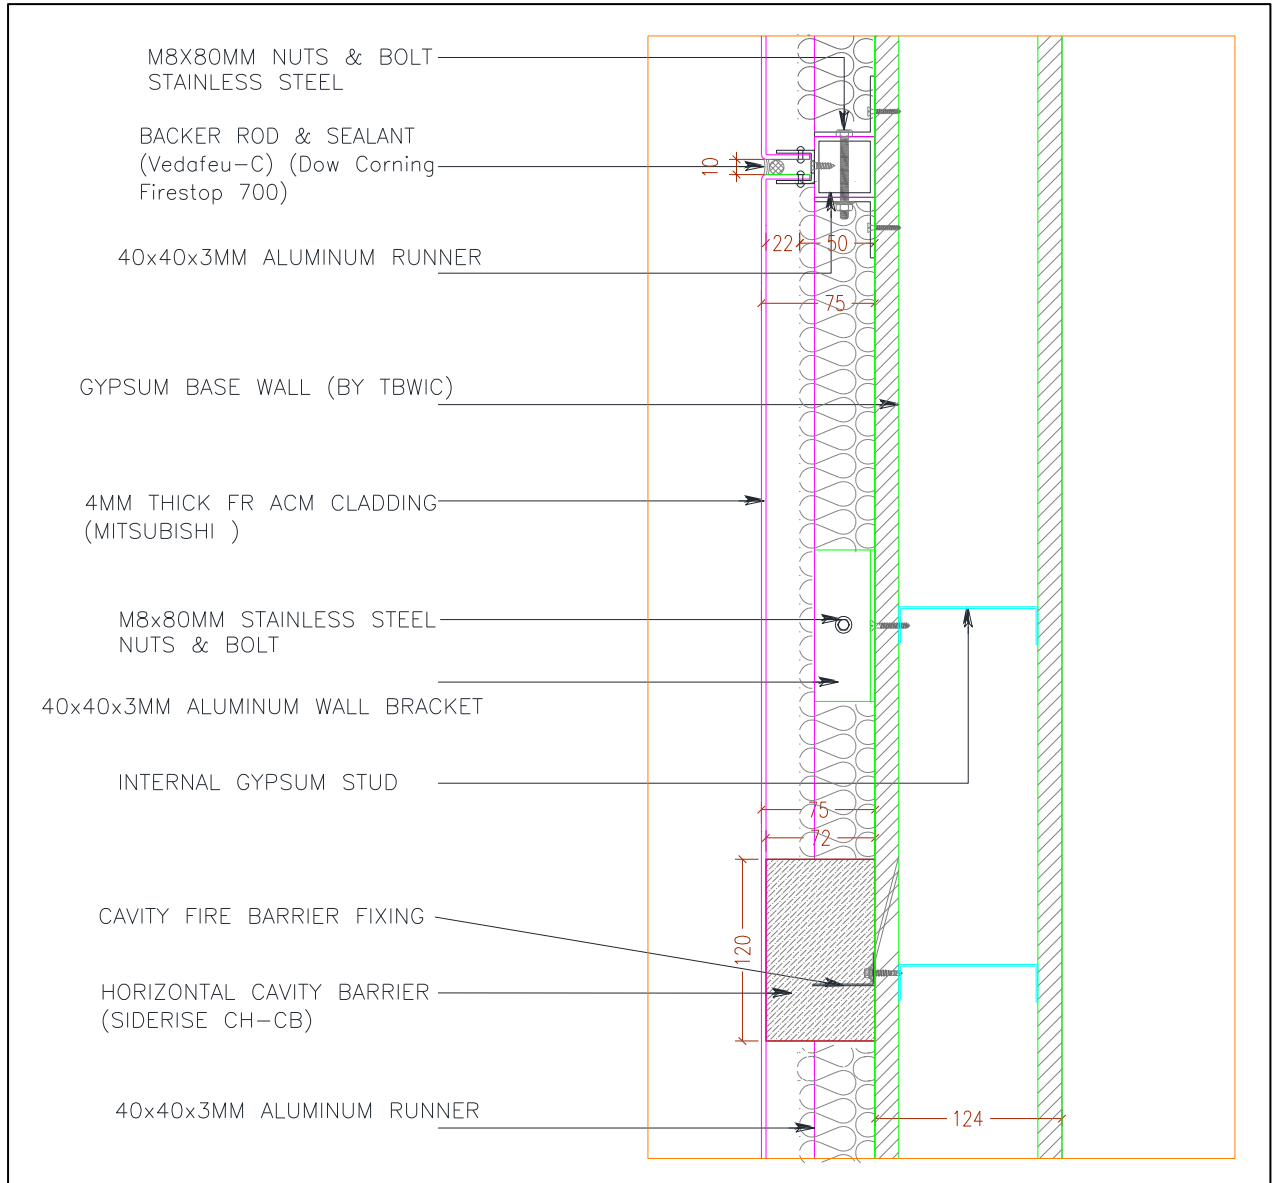 M8X80MM NUTS & BOLT
STAINLESS STEEL
BACKER ROD & SEALANT
(Vedafeu-C) (Dow Corning
Firestop 700)
10
40x40x3MM ALUMINUM RUNNER
22
50
75
GYPSUM BASE WALL (BY TBWIC)
4MM THICK FR ACM CLADDING
(MITSUBISHI )
M8x80MM STAINLESS STEEL
NUTS & BOLT
40x40x3MM ALUMINUM WALL BRACKET
INTERNAL GYPSUM STUD
75
72
CAVITY FIRE BARRIER FIXING
120
HORIZONTAL CAVITY BARRIER
(SIDERISE CH-CB)
40x40x3MM ALUMINUM RUNNER
124